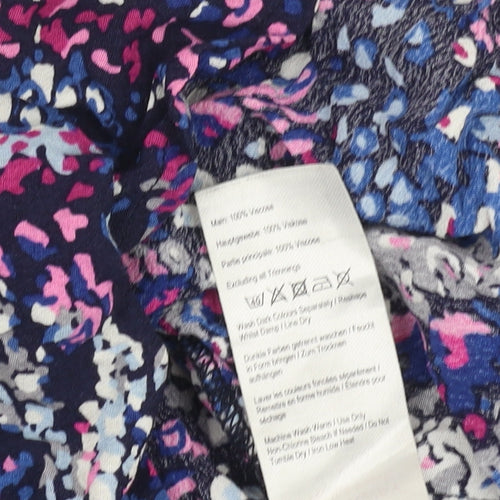 Main: 100% Viscose
Hauptgewebe: 100% Viskose
Partie principale: 100% Viscose
Excluding all Trimmings
Wash Dark Colours Separately / Reshape
Whilst Damp / Line Dry
Dunkle Farben getrennt waschen / Feucht
in Form bringen / Zum Trocknen
aufhängen
Laver les couleurs foncées séparément /
Remettre en forme humide / Étendre pour
séchage
Machine Wash Warm / Use Only
Non-Chlorine Bleach If Needed / Do Not
Tumble Dry / Iron Low Heat